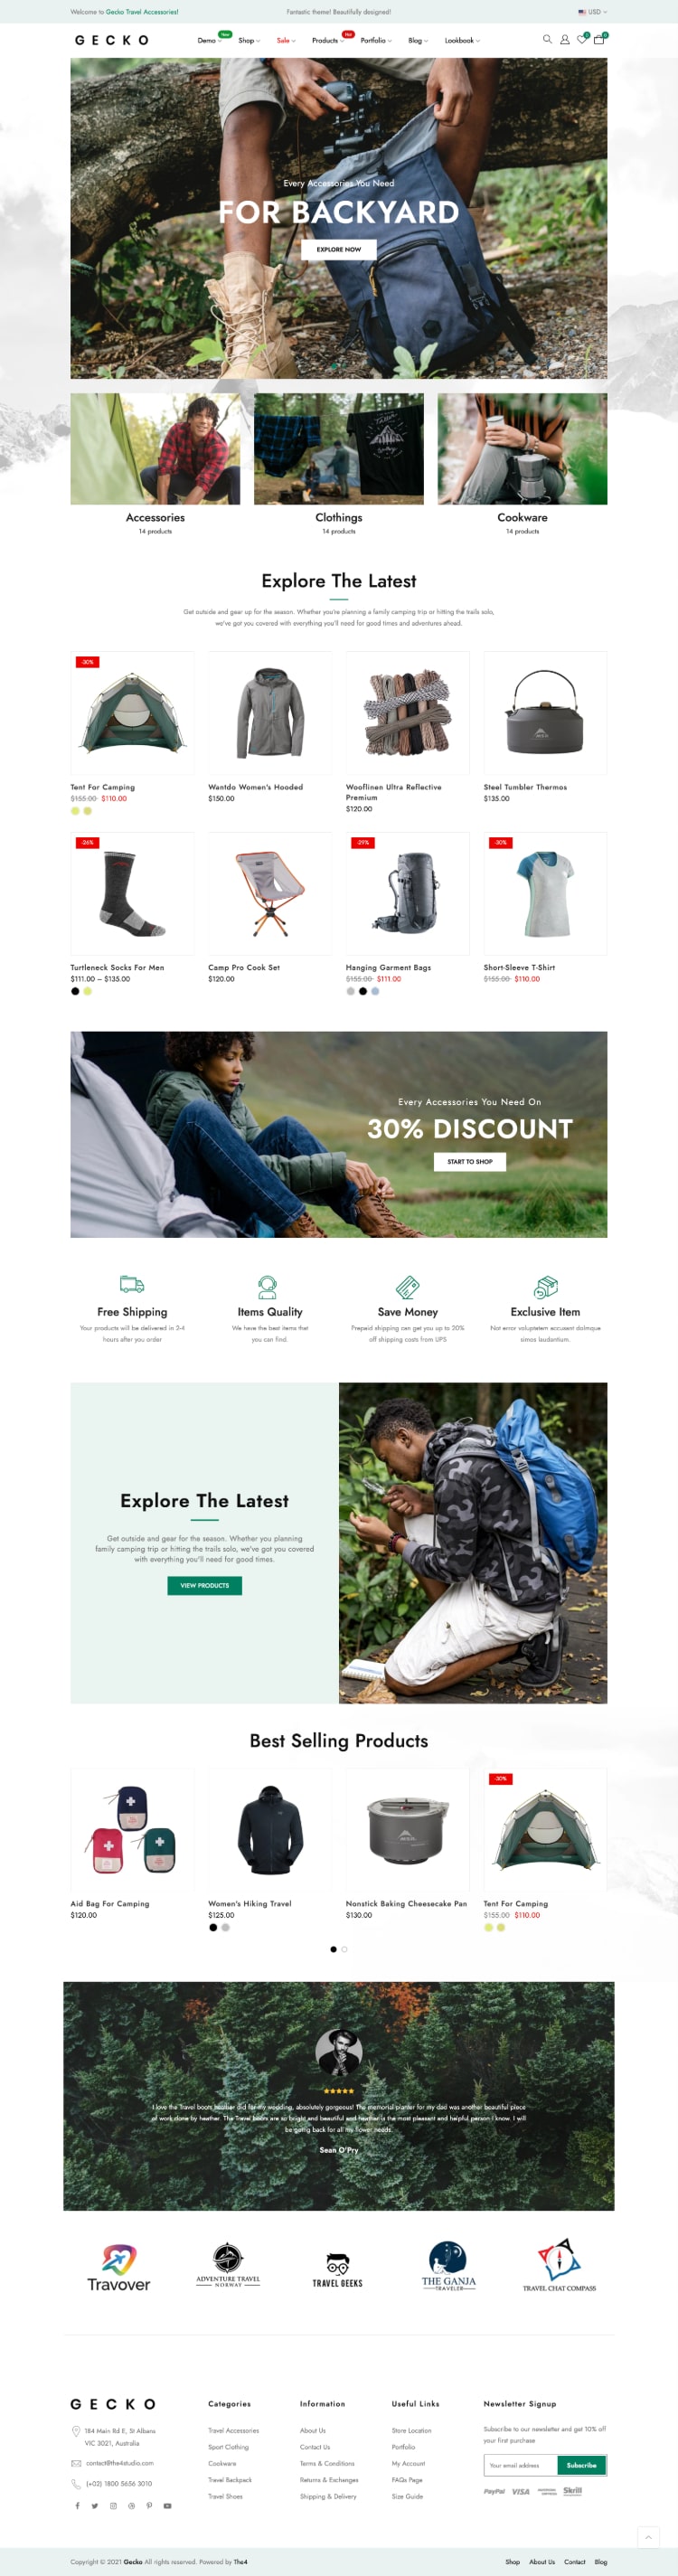 Welcome to Gecko Travel Accessories!
Fantastic theme! Beautifully designed!
USD
GECKO
Demo New Shop Sale Products Hot Portfolio Blog Lookbook
Every Accessories You Need
FOR BACKYARD
EXPLORE NOW
Accessories
14 products
Clothings
14 products
Cookware
14 products
Explore The Latest
Get outside and gear up for the season. Whether you're planning a family camping trip or hitting the trails solo,
we've got you covered with everything you'll need for good times and adventures ahead.
-30%
Tent For Camping
$155.00 $110.00
Wantdo Women's Hooded
$150.00
Wooflinen Ultra Reflective
Premium
$120.00
Steel Tumbler Thermos
$135.00
-26%
Turtleneck Socks For Men
$111.00 – $135.00
Camp Pro Cook Set
$120.00
-29%
Hanging Garment Bags
$155.00 $111.00
-30%
Short-Sleeve T-Shirt
$155.00 $110.00
Every Accessories You Need On
30% DISCOUNT
START TO SHOP
Free Shipping
Your products will be delivered in 2-4
hours after you order
Items Quality
We have the best items that
you can find.
Save Money
Prepaid shipping can get you up to 20%
off shipping costs from UPS
Exclusive Item
Not error voluptatem accusant dolmque
simos laudantium.
Explore The Latest
Get outside and gear for the season. Whether you planning
family camping trip or hitting the trails solo, we've got you covered
with everything you'll need for good times.
VIEW PRODUCTS
Best Selling Products
Aid Bag For Camping
$120.00
Women's Hiking Travel
$125.00
Nonstick Baking Cheesecake Pan
$130.00
-30%
Tent For Camping
$155.00 $110.00
I love the Travel boots heather did for my wedding, absolutely gorgeous! The memorial planter for my dad was another beautiful piece
of work done by heather. The Travel boots are so bright and beautiful and heather is the most pleasant and helpful person I know. I will
be going back for all my flower needs.
Sean O'Pry
Travover
ADVENTURE TRAVEL
NORWAY
TRAVEL GEEKS
THE GANJA
TRAVELER
TRAVEL CHAT COMPASS
GECKO
184 Main Rd E, St Albans
VIC 3021, Australia
contact@the4studio.com
(+02) 1800 5656 3010
Categories
Travel Accessories
Sport Clothing
Cookware
Travel Backpack
Travel Shoes
Information
About Us
Contact Us
Terms & Conditions
Returns & Exchanges
Shipping & Delivery
Useful Links
Store Location
Portfolio
My Account
FAQs Page
Size Guide
Newsletter Signup
Subscribe to our newsletter and get 10% off
your first purchase
Your email address
Subscribe
PayPal VISA Skrill
Copyright © 2021 Gecko All rights reserved. Powered by The4
Shop About Us Contact Blog